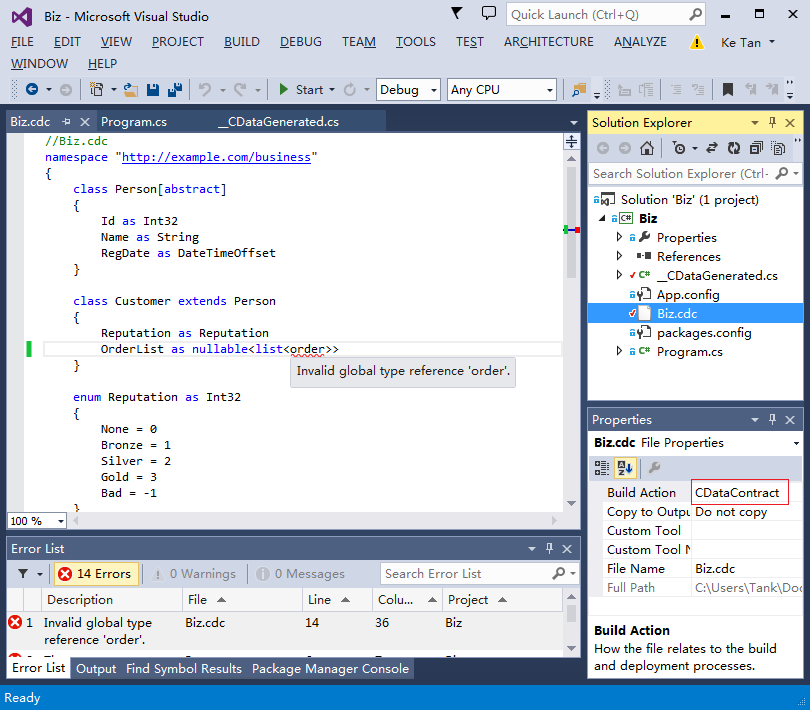 Biz - Microsoft Visual Studio
Quick Launch (Ctrl+Q)
FILE EDIT VIEW PROJECT BUILD DEBUG TEAM TOOLS TEST ARCHITECTURE ANALYZE Ke Tan
WINDOW HELP
Start Debug Any CPU
Biz.cdc Program.cs __CDataGenerated.cs
//Biz.cdc
namespace "http://example.com/business"
{
class Person[abstract]
{
Id as Int32
Name as String
RegDate as DateTimeOffset
}
class Customer extends Person
{
Reputation as Reputation
OrderList as nullable<list<order>>
}
Invalid global type reference 'order'.
enum Reputation as Int32
{
None = 0
Bronze = 1
Silver = 2
Gold = 3
Bad = -1
}
100 %
Solution Explorer
Search Solution Explorer (Ctrl-
Solution 'Biz' (1 project)
C# Biz
Properties
References
C# __CDataGenerated.cs
App.config
Biz.cdc
packages.config
C# Program.cs
Properties
Biz.cdc File Properties
Build Action CDataContract
Copy to Outpu Do not copy
Custom Tool
Custom Tool N
File Name Biz.cdc
Full Path C:\Users\Tank\Doc
Build Action
How the file relates to the build
and deployment processes.
Error List
14 Errors 0 Warnings 0 Messages Search Error List
Description File Line Colu... Project
1 Invalid global type Biz.cdc 14 36 Biz
reference 'order'.
Error List Output Find Symbol Results Package Manager Console
Ready